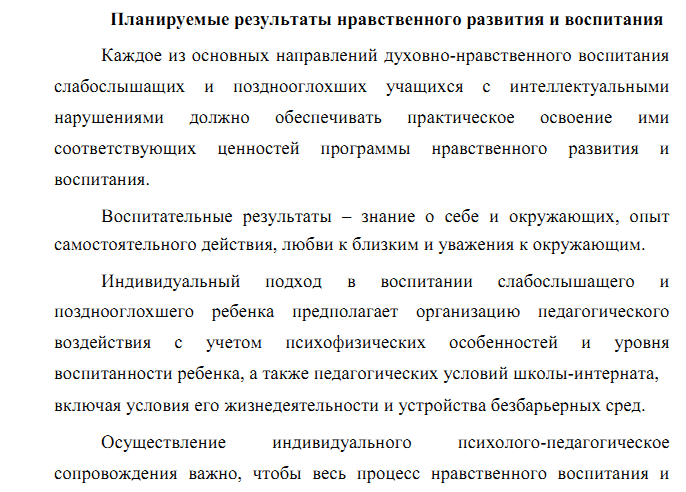 Планируемые результаты нравственного развития и воспитания
Каждое из основных направлений духовно-нравственного воспитания
слабослышащих и позднооглохших учащихся с интеллектуальными
нарушениями должно обеспечивать практическое освоение ими
соответствующих ценностей программы нравственного развития и
воспитания.
Воспитательные результаты – знание о себе и окружающих, опыт
самостоятельного действия, любви к близким и уважения к окружающим.
Индивидуальный подход в воспитании слабослышащего и
позднооглохшего ребенка предполагает организацию педагогического
воздействия с учетом психофизических особенностей и уровня
воспитанности ребенка, а также педагогических условий школы-интерната,
включая условия его жизнедеятельности и устройства безбарьерных сред.
Осуществление индивидуального психолого-педагогическое
сопровождения важно, чтобы весь процесс нравственного воспитания и